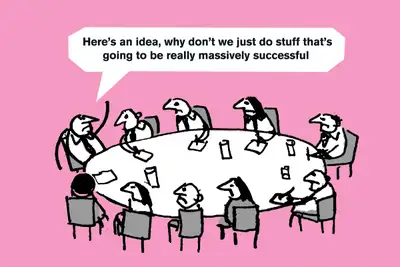 Here's an idea, why don't we just do stuff that's
going to be really massively successful